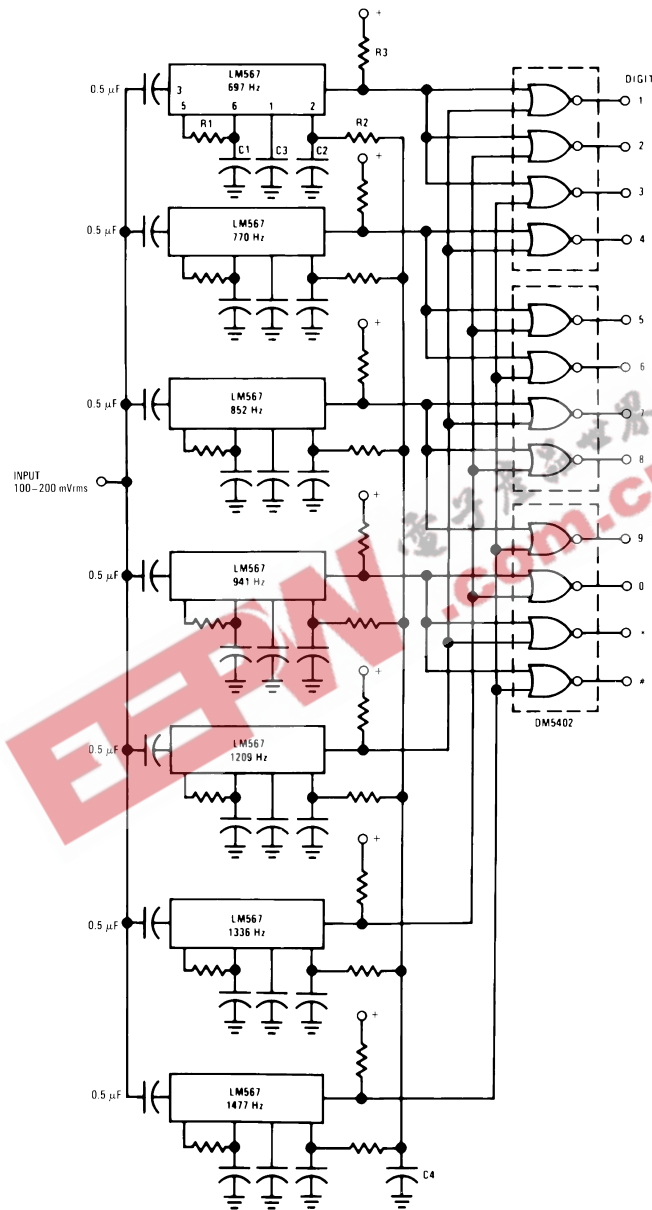 +
R3
DIGIT
LM567
697 Hz
0.5 μF
3
5
6
1
2
R1
R2
C1
C3
C2
1
2
3
4
+
0.5 μF
LM567
770 Hz
5
6
7
8
+
0.5 μF
LM567
852 Hz
INPUT
100–200 mVrms
+
0.5 μF
LM567
941 Hz
9
0
*
#
DM5402
+
0.5 μF
LM567
1209 Hz
+
0.5 μF
LM567
1336 Hz
+
0.5 μF
LM567
1477 Hz
C4
EEPW
.com.c